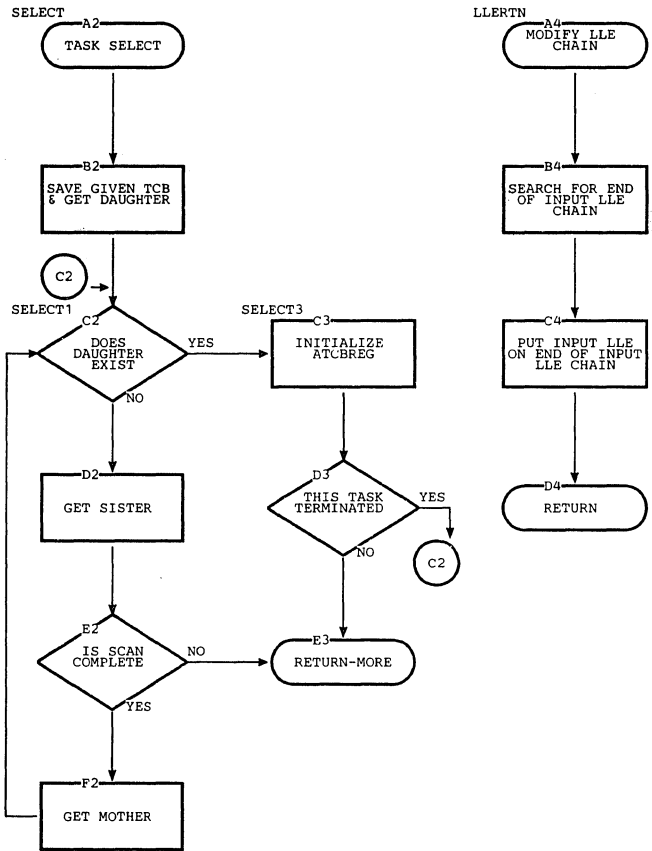 SELECT
A2
TASK SELECT
B2
SAVE GIVEN TCB
& GET DAUGHTER
C2
SELECT1
C2
DOES
DAUGHTER
EXIST
YES
NO
D2
GET SISTER
E2
IS SCAN
COMPLETE
NO
YES
F2
GET MOTHER
SELECT3
C3
INITIALIZE
ATCBREG
D3
THIS TASK
TERMINATED
YES
NO
C2
E3
RETURN-MORE
LLERTN
A4
MODIFY LLE
CHAIN
B4
SEARCH FOR END
OF INPUT LLE
CHAIN
C4
PUT INPUT LLE
ON END OF INPUT
LLE CHAIN
D4
RETURN